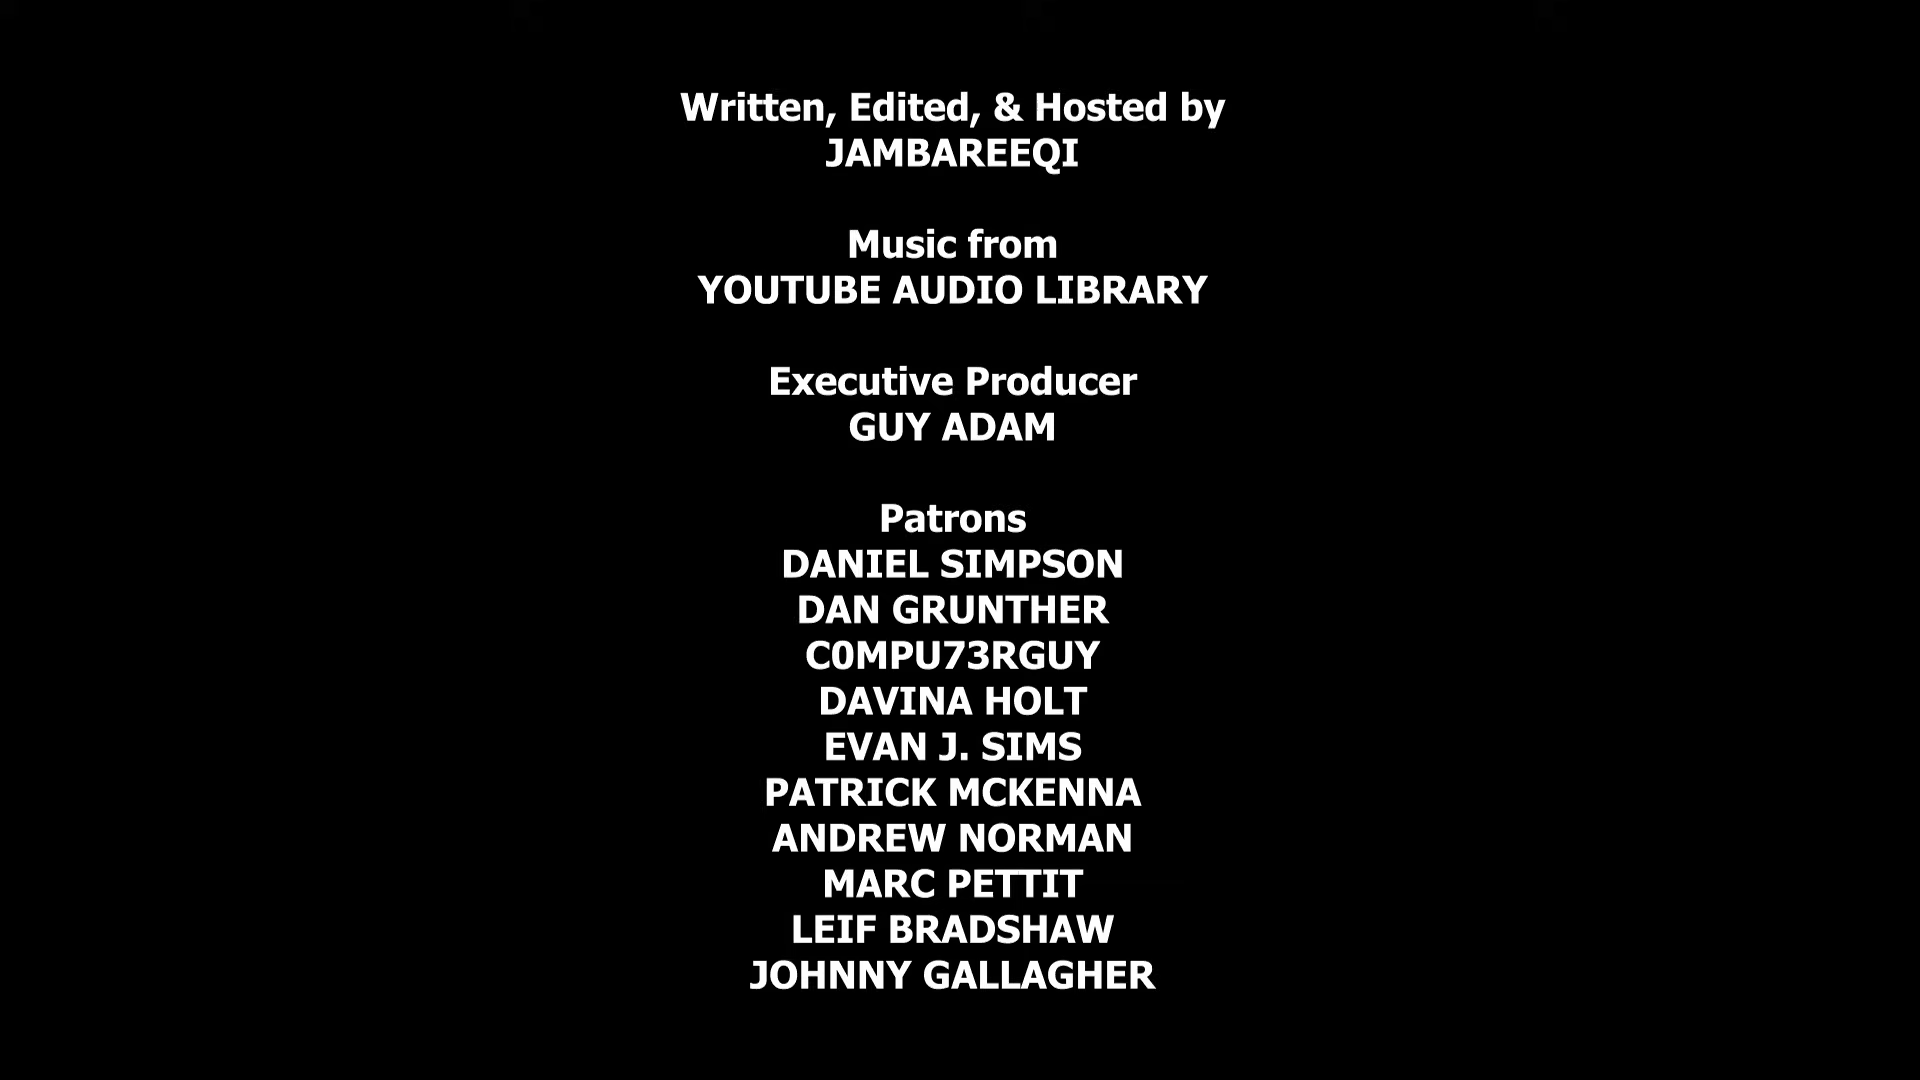 Written, Edited, & Hosted by
JAMBAREEQI
Music from
YOUTUBE AUDIO LIBRARY
Executive Producer
GUY ADAM
Patrons
DANIEL SIMPSON
DAN GRUNTHER
C0MPU73RGUY
DAVINA HOLT
EVAN J. SIMS
PATRICK MCKENNA
ANDREW NORMAN
MARC PETTIT
LEIF BRADSHAW
JOHNNY GALLAGHER